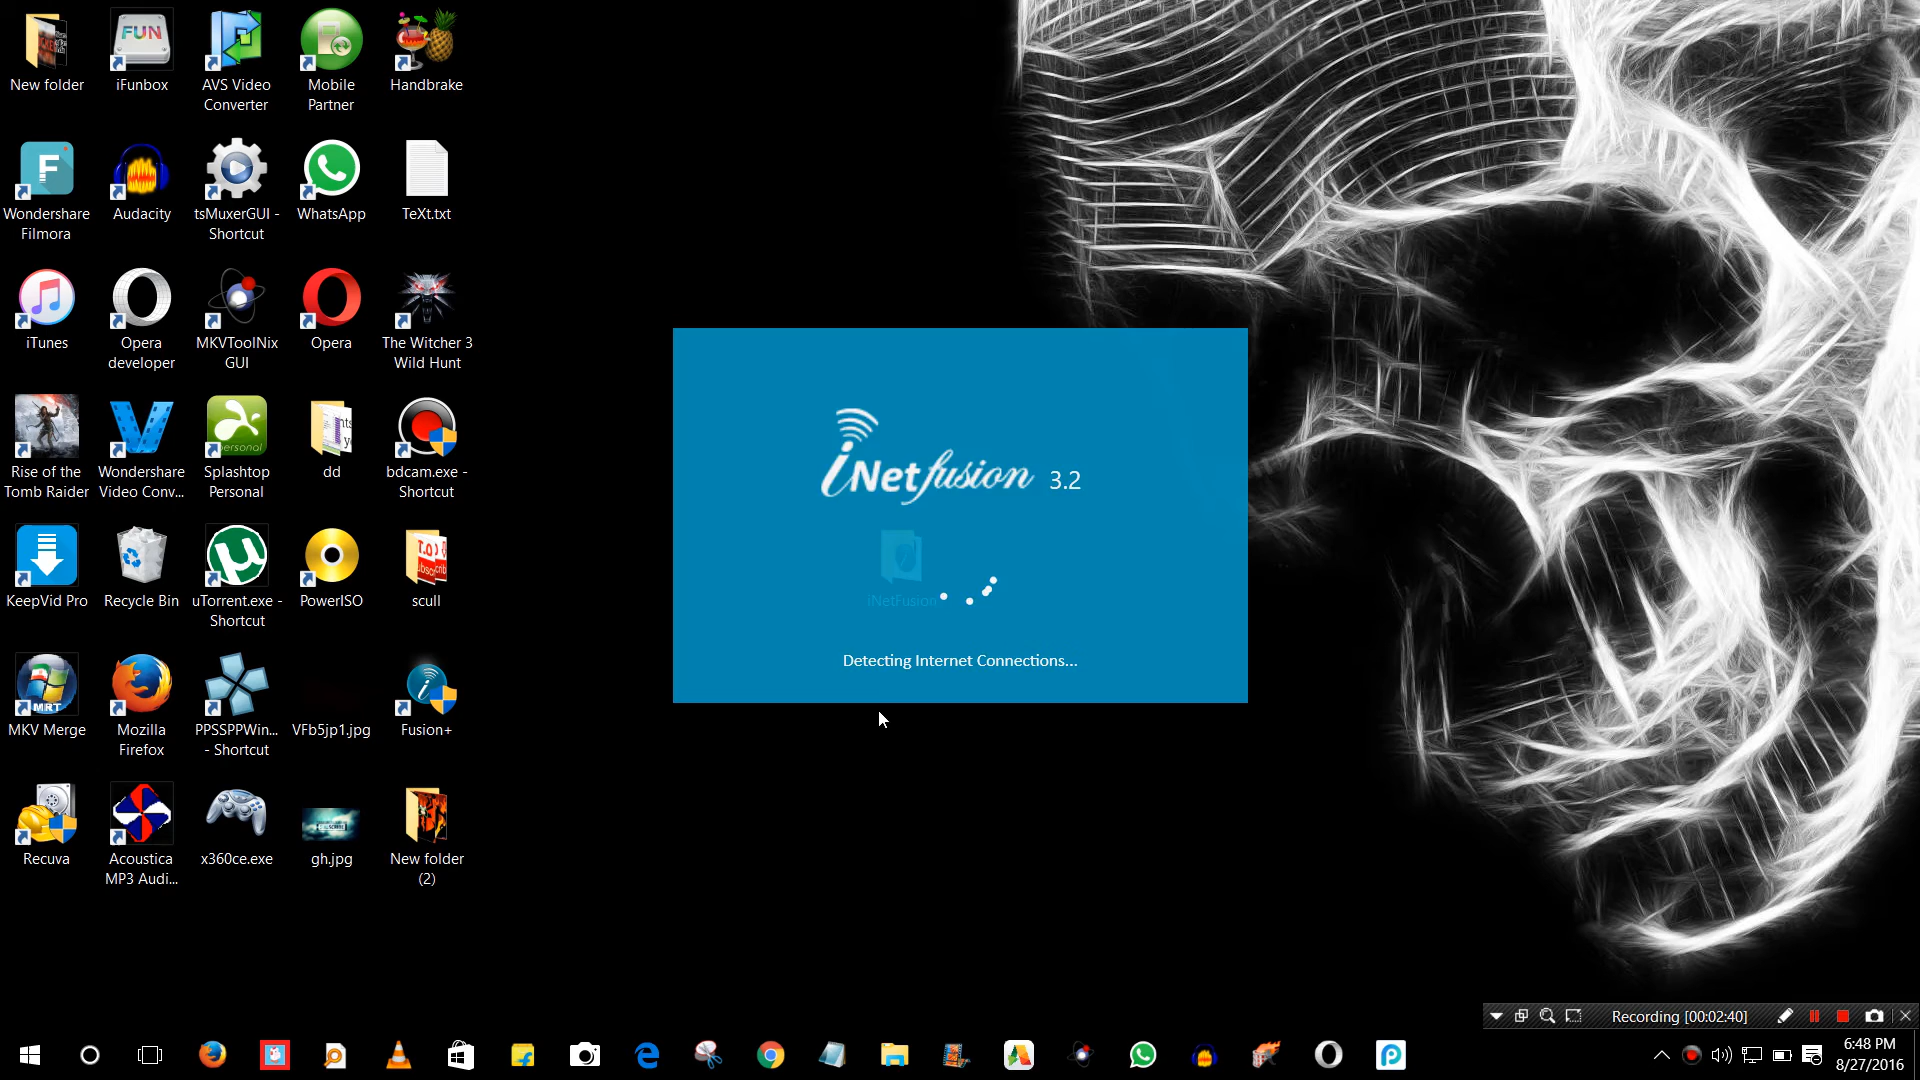 New folder
iFunbox
AVS Video
Converter
Mobile
Partner
Handbrake
Wondershare
Filmora
Audacity
tsMuxerGUI -
Shortcut
WhatsApp
TeXt.txt
iTunes
Opera
developer
MKVToolNix
GUI
Opera
The Witcher 3
Wild Hunt
Rise of the
Tomb Raider
Wondershare
Video Conv...
Splashtop
Personal
dd
bdcam.exe -
Shortcut
KeepVid Pro
Recycle Bin
uTorrent.exe -
Shortcut
PowerISO
scull
MKV Merge
Mozilla
Firefox
PPSSPPWin...
- Shortcut
VFb5jp1.jpg
Fusion+
Recuva
Acoustica
MP3 Audi...
x360ce.exe
gh.jpg
New folder
(2)
FUN
F
personal
MRT
iNetfusion 3.2
iNetFusion
Detecting Internet Connections...
Recording [00:02:40]
6:48 PM
8/27/2016